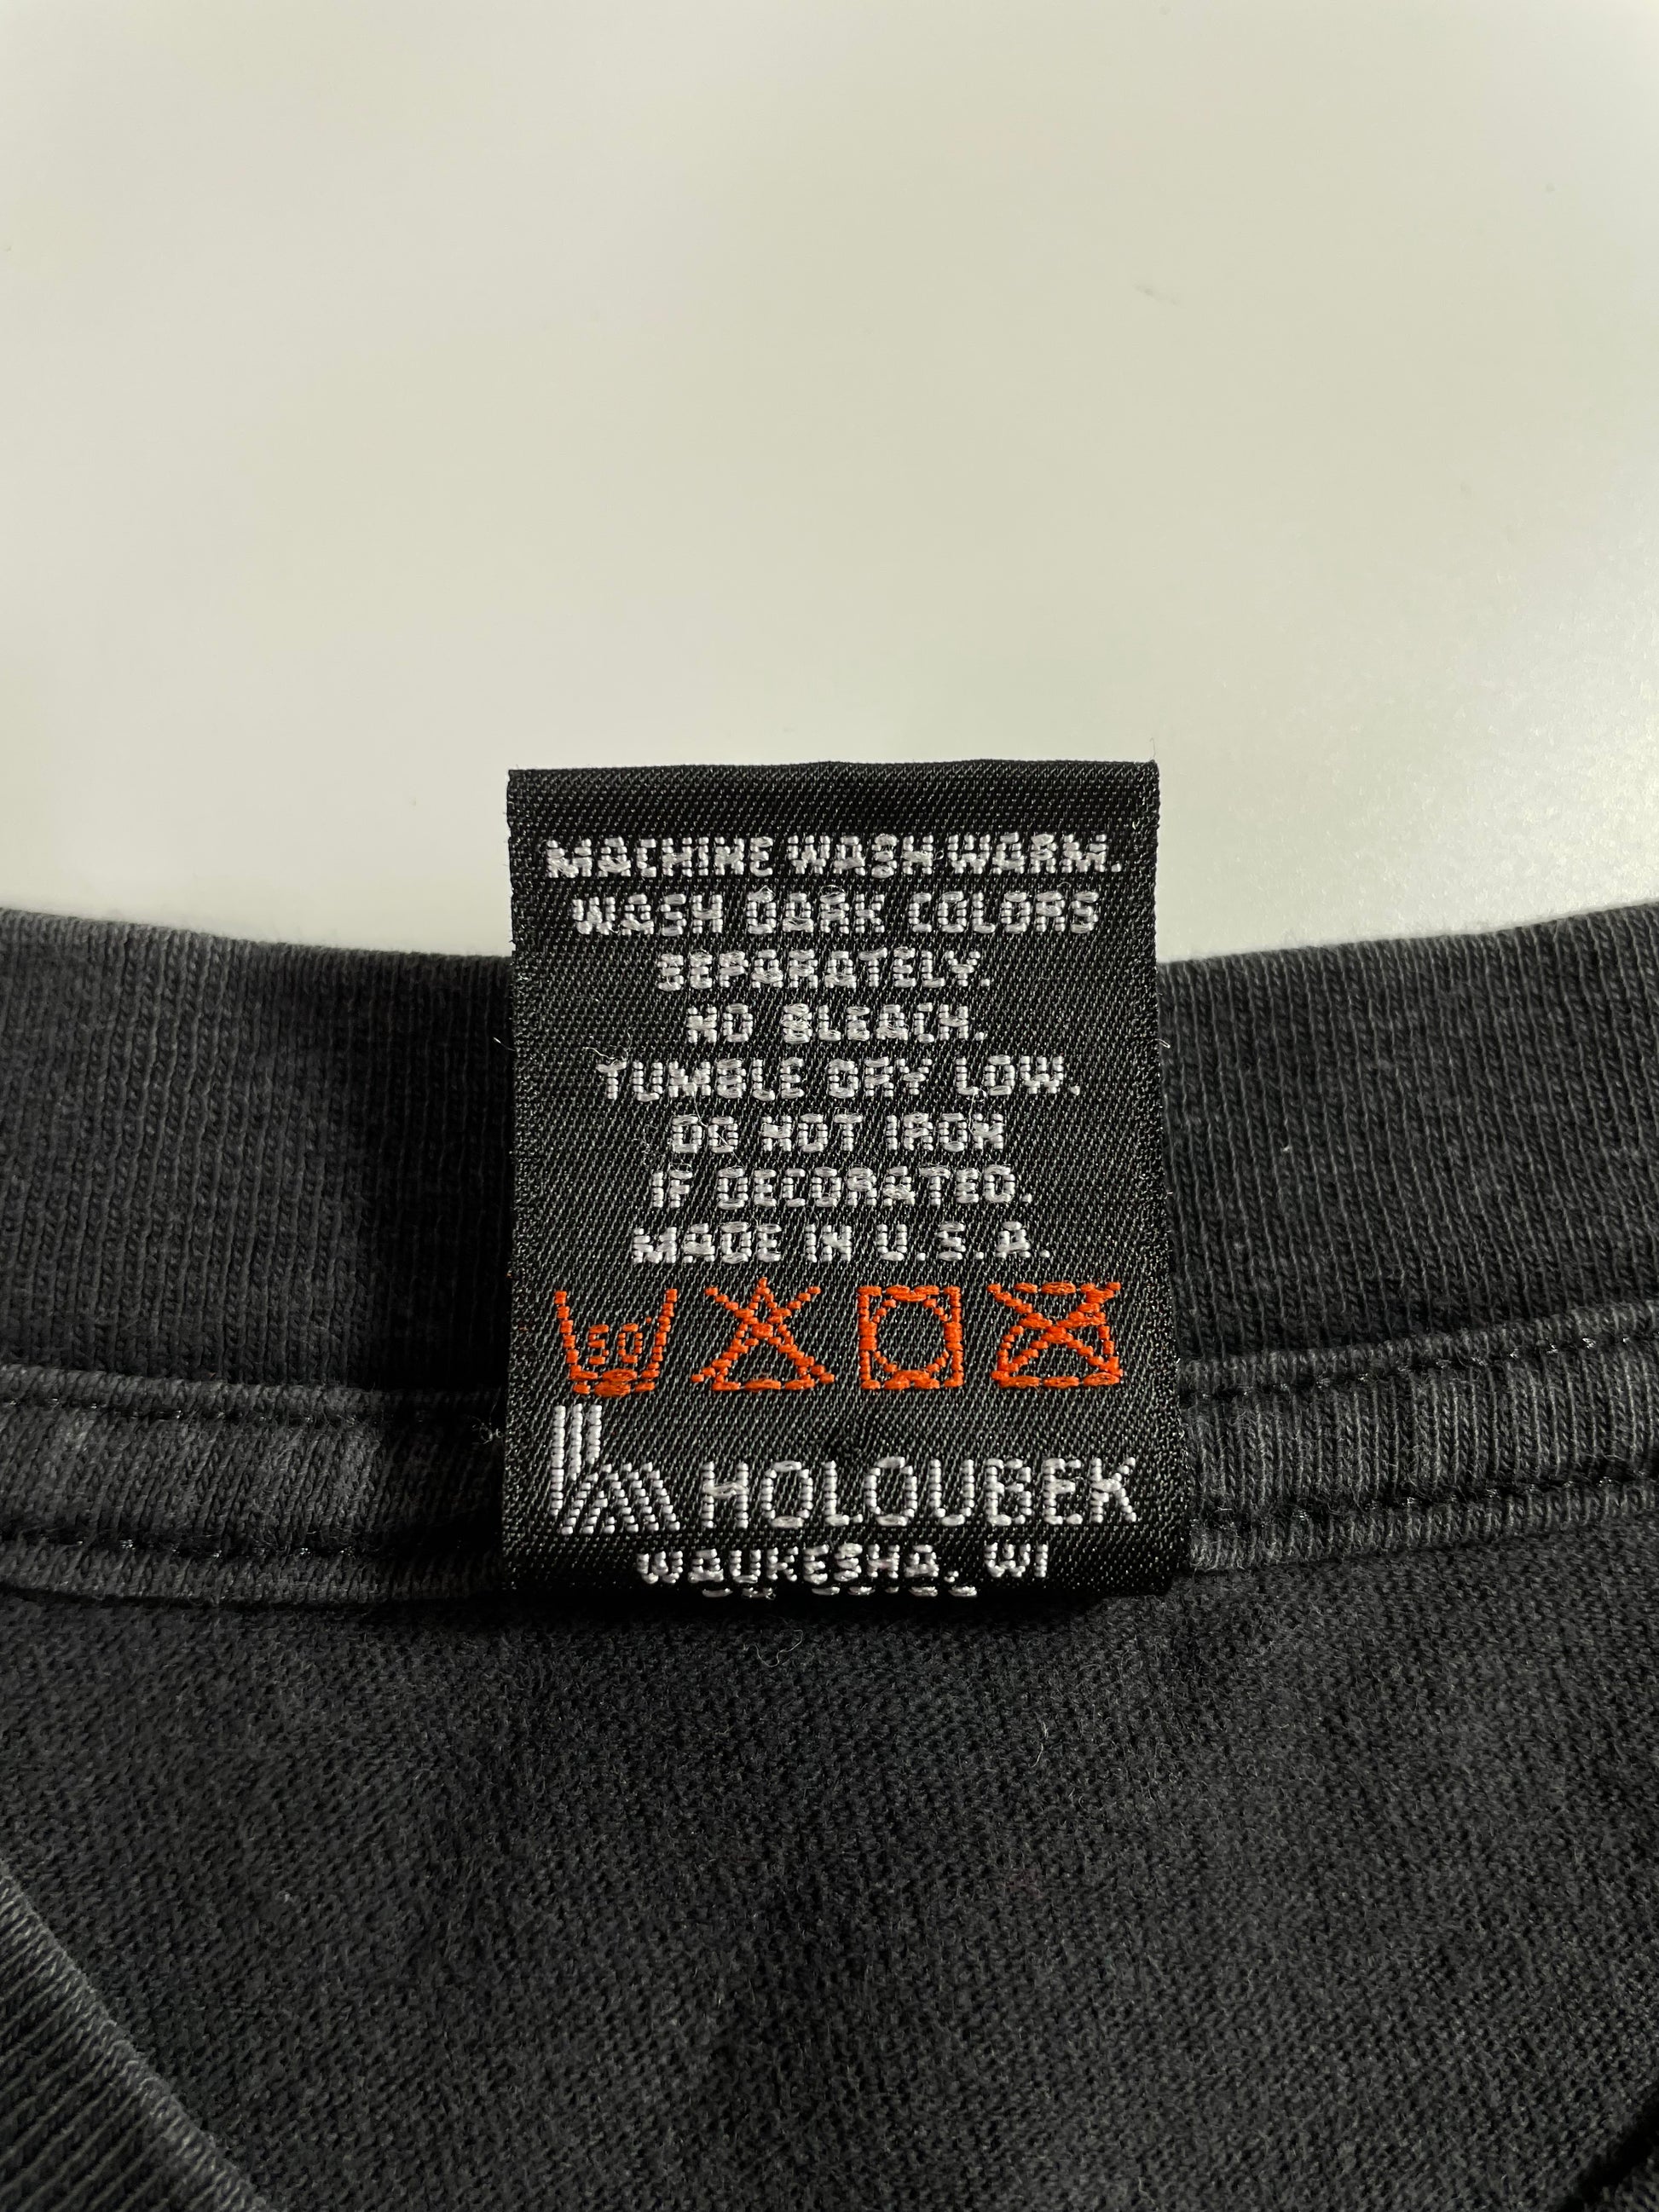 MACHINE WASH WARM.
WASH DARK COLORS
SEPARATELY.
NO BLEACH.
TUMBLE DRY LOW.
DO NOT IRON
IF DECORATED.
MADE IN U.S.A.
50°
HOLOUBEK
WAUKESHA, WI